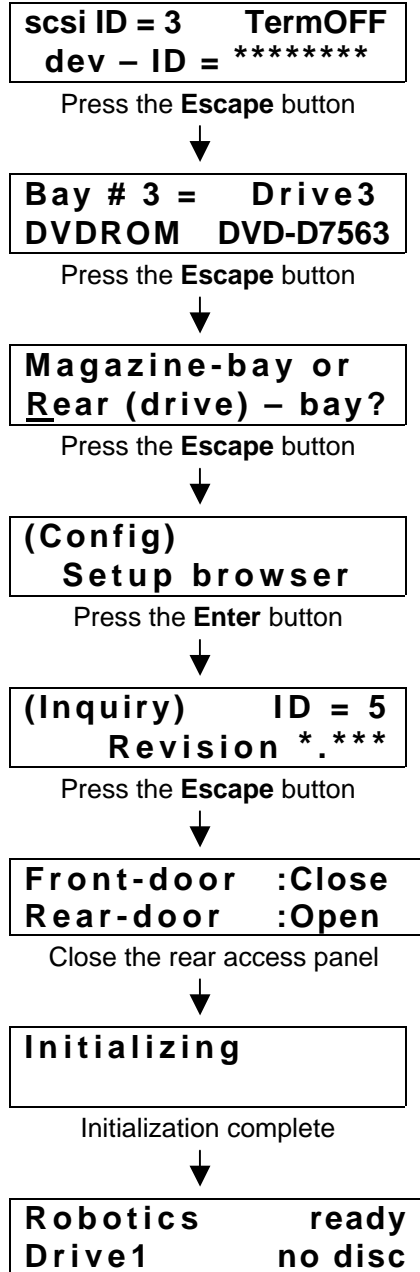 scsi ID = 3 TermOFF
dev – ID = ********
Press the Escape button
Bay # 3 = Drive3
DVDROM DVD-D7563
Press the Escape button
Magazine-bay or
Rear (drive) – bay?
Press the Escape button
(Config)
Setup browser
Press the Enter button
(Inquiry) ID = 5
Revision *.***
Press the Escape button
Front-door :Close
Rear-door :Open
Close the rear access panel
Initializing
Initialization complete
Robotics ready
Drive1 no disc